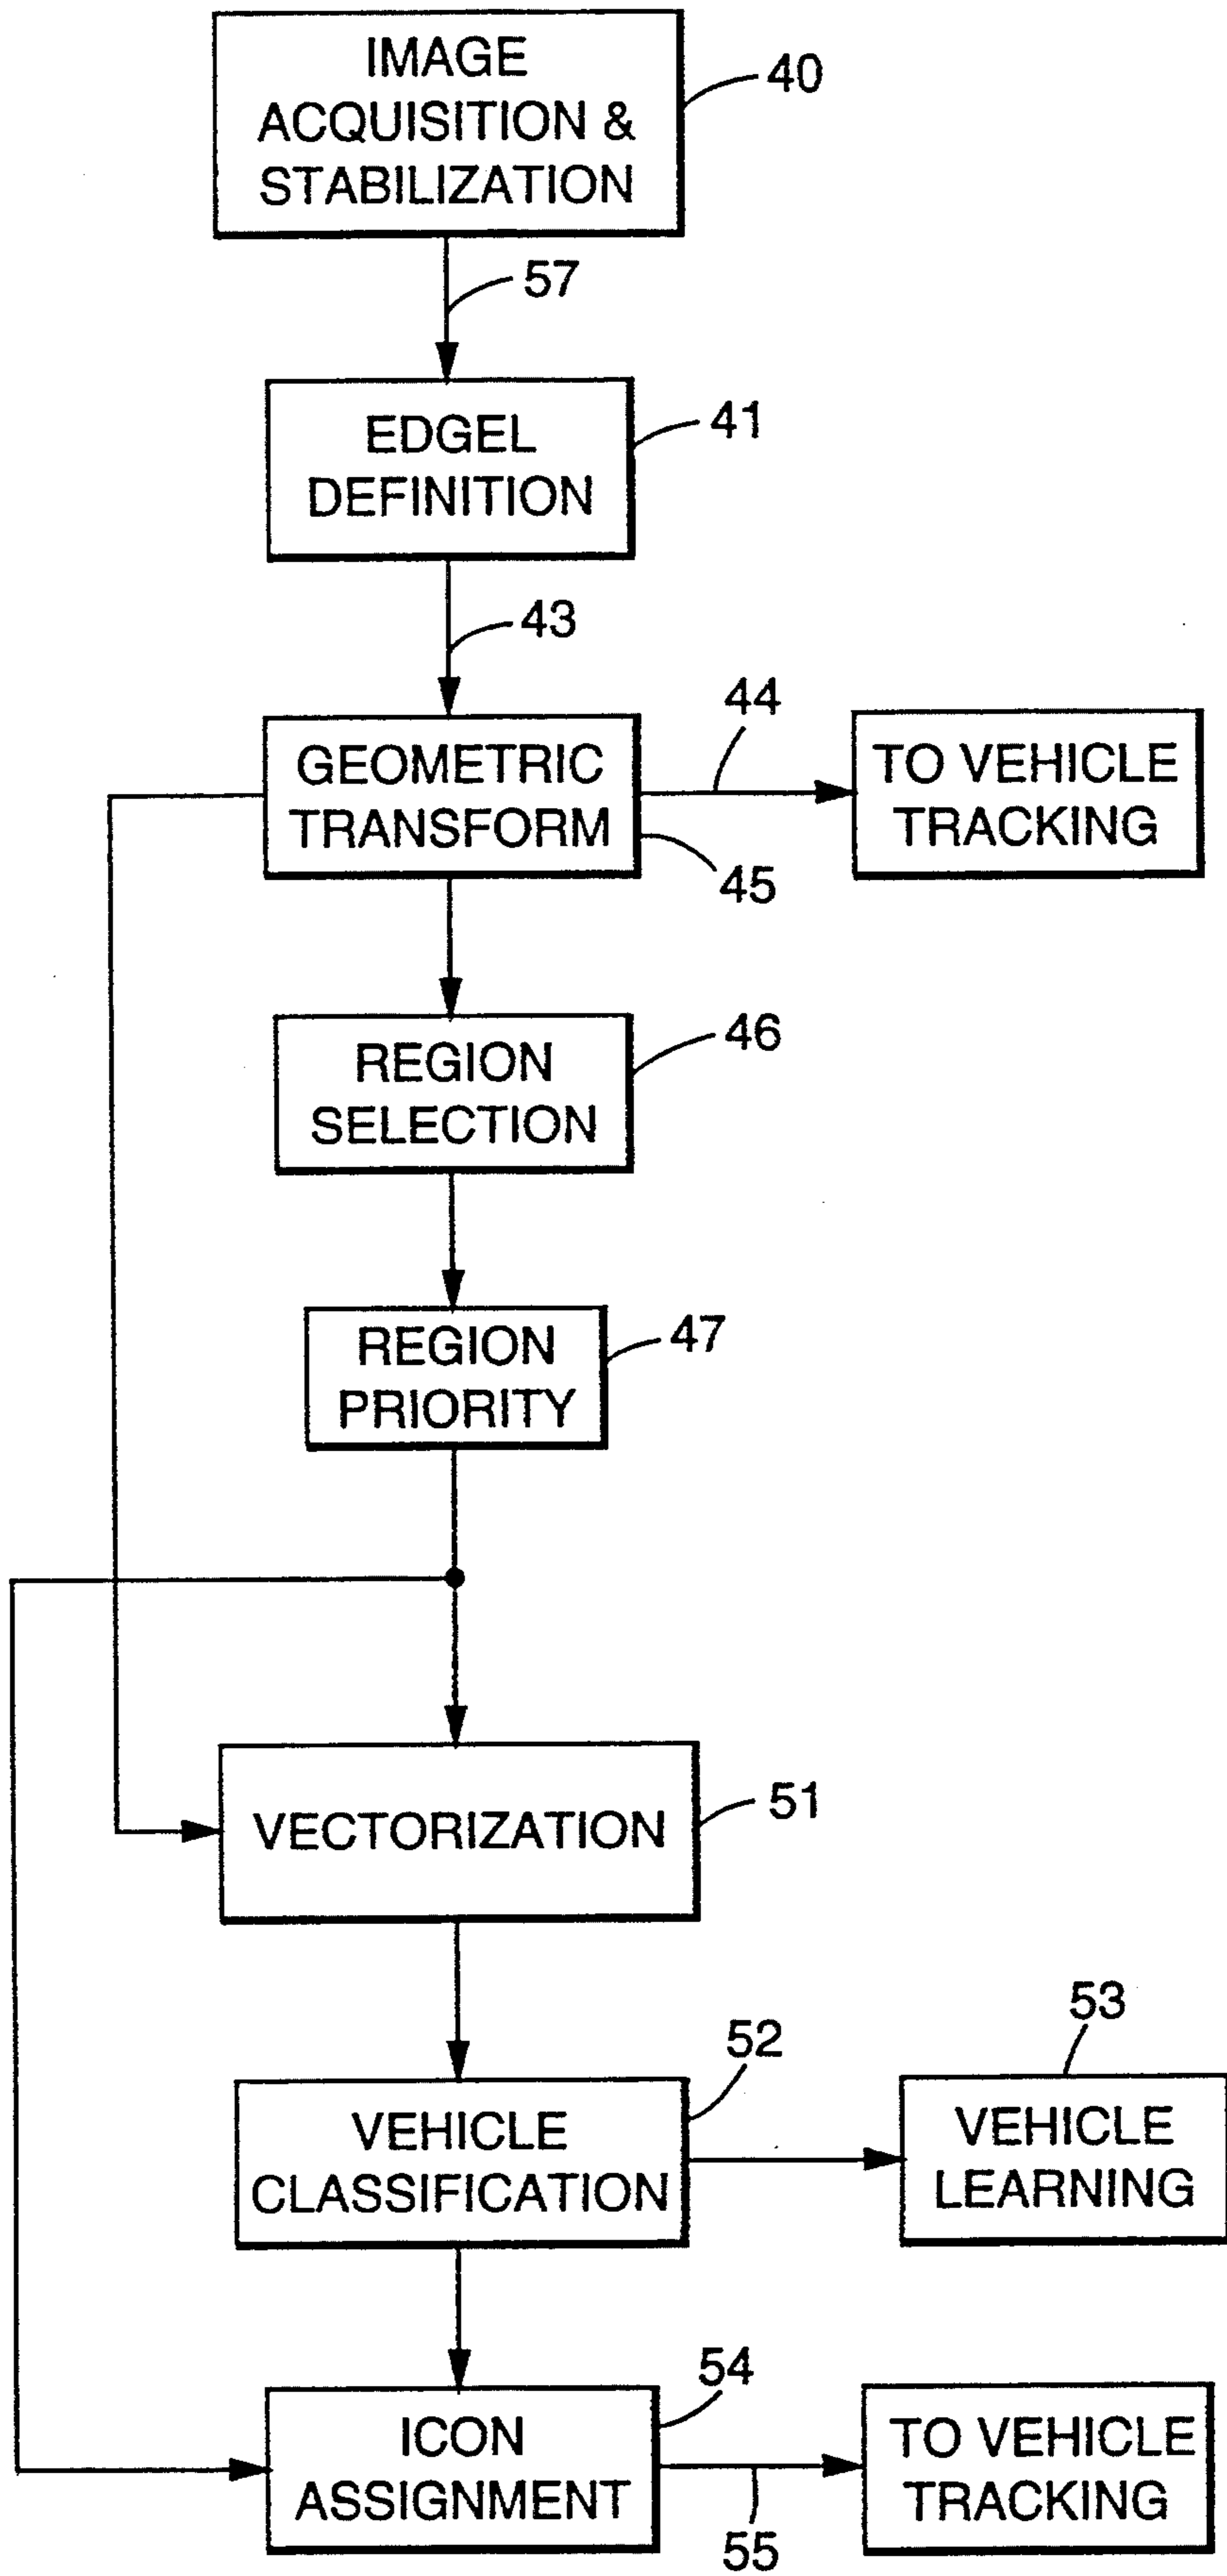 IMAGE
ACQUISITION &
STABILIZATION
40
57
EDGEL
DEFINITION
41
43
GEOMETRIC
TRANSFORM
44
45
TO VEHICLE
TRACKING
REGION
SELECTION
46
REGION
PRIORITY
47
VECTORIZATION
51
VEHICLE
CLASSIFICATION
52
53
VEHICLE
LEARNING
ICON
ASSIGNMENT
54
55
TO VEHICLE
TRACKING